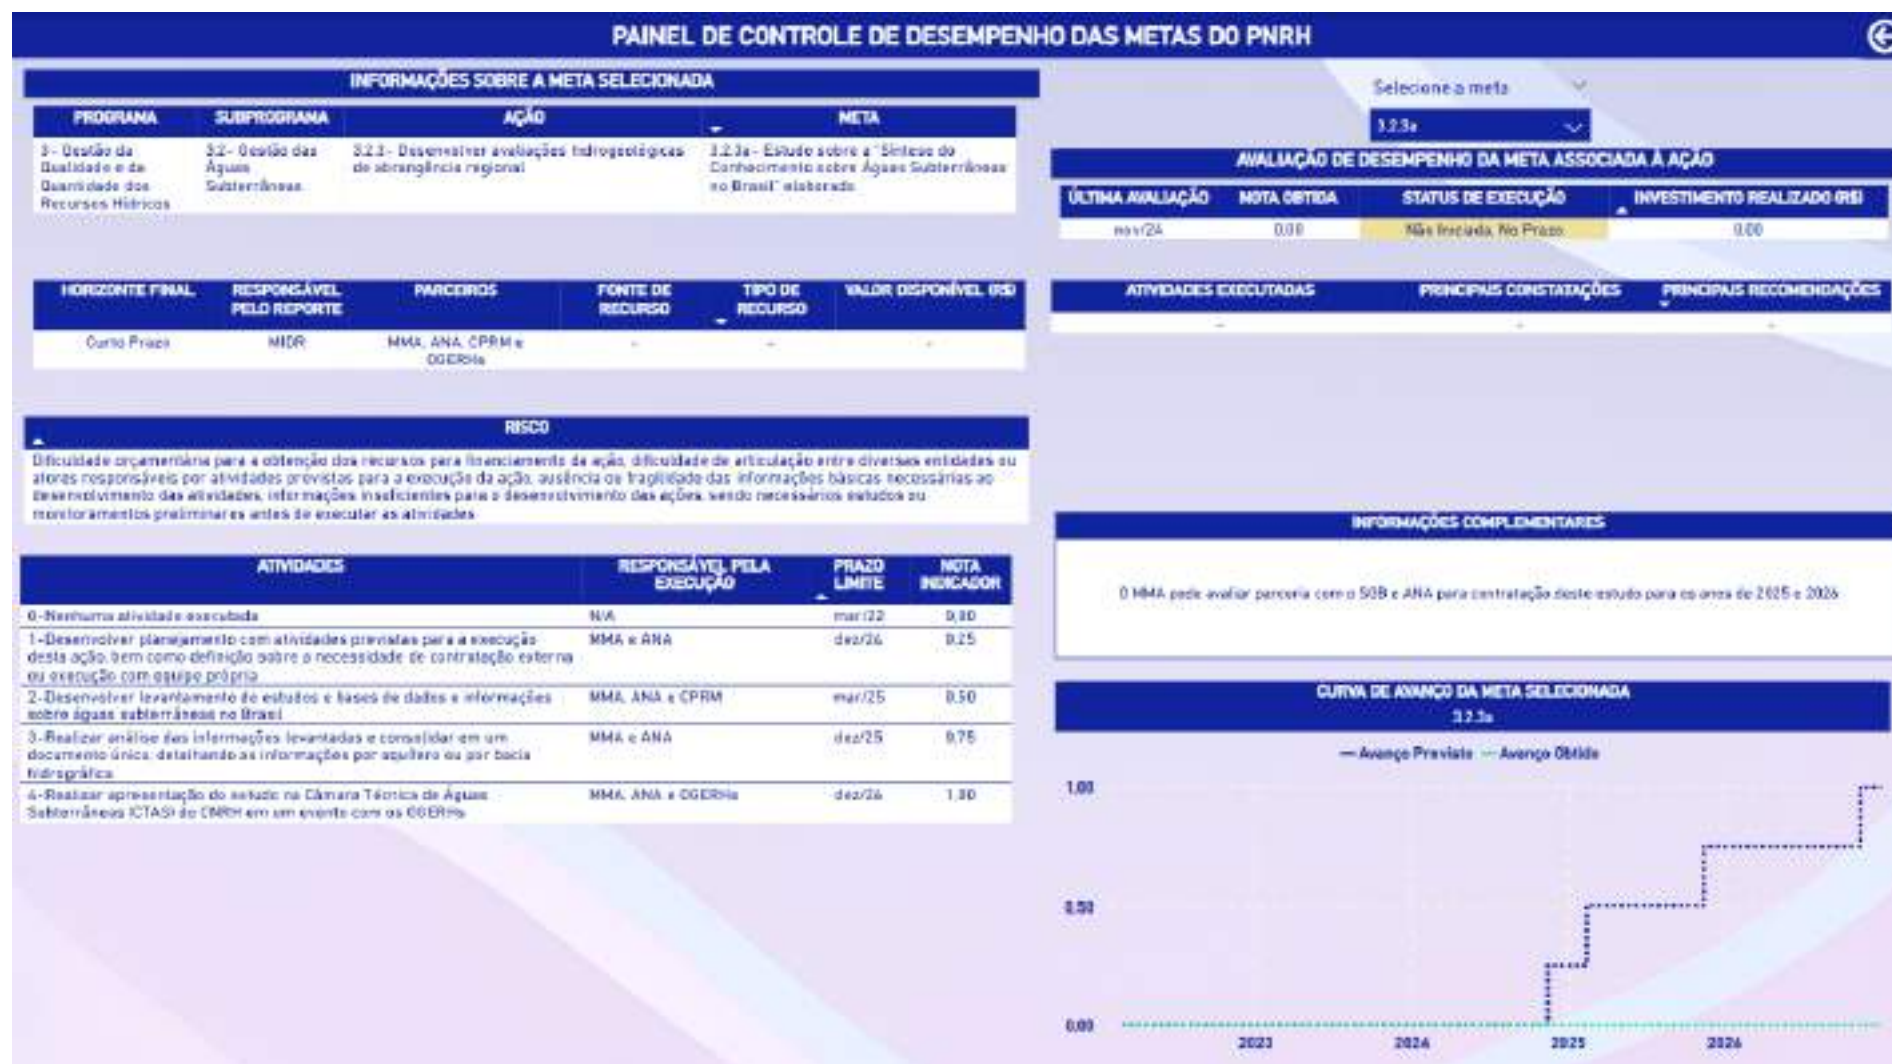 PAINEL DE CONTROLE DE DESEMPENHO DAS METAS DO PNRH
INFORMAÇÕES SOBRE A META SELECIONADA
PROGRAMA SUBPROGRAMA AÇÃO META
3- Gestão da Qualidade e da Quantidade dos Recursos Hídricos
3.2- Gestão das Águas Subterrâneas
3.2.3- Desenvolver avaliações hidrogeológicas de abrangência regional
3.2.3a- Estudo sobre a "Síntese do Conhecimento sobre Águas Subterrâneas no Brasil" elaborado
HORIZONTE FINAL RESPONSÁVEL PELO REPORTE PARCEIROS FONTE DE RECURSO TIPO DE RECURSO VALOR DISPONÍVEL (R$)
Curto Prazo MIDR MMA, ANA, CPRM e OGERHs - - -
RISCO
Dificuldade orçamentária para a obtenção dos recursos para financiamento da ação, dificuldade de articulação entre diversas entidades ou
atores responsáveis por atividades previstas para a execução da ação, ausência ou fragilidade das informações básicas necessárias ao
desenvolvimento das atividades, informações insuficientes para o desenvolvimento das ações, sendo necessários estudos ou
monitoramentos preliminares antes de executar as atividades
ATIVIDADES RESPONSÁVEL PELA EXECUÇÃO PRAZO LIMITE NOTA INDICADOR
0-Nenhuma atividade executada N/A mar/22 0,00
1-Desenvolver planejamento com atividades previstas para a execução MMA e ANA 0,25
desta ação, bem como definição sobre a necessidade de contratação externa
ou execução com equipe própria
2-Desenvolver levantamento de estudos e bases de dados e informações MMA, ANA e CPRM mar/25 0,50
sobre águas subterrâneas no Brasil
3-Realizar análise das informações levantadas e consolidar em um MMA e ANA dez/25 0,75
documento único, detalhando as informações por aquífero ou por bacia
hidrográfica
4-Realizar apresentação do estudo na Câmara Técnica de Águas MMA, ANA e OGERHs dez/26 1,00
Subterrâneas (CTAS) do CNRH em um evento com os OGERHs
Selecione a meta
3.2.3a
AVALIAÇÃO DE DESEMPENHO DA META ASSOCIADA À AÇÃO
ÚLTIMA AVALIAÇÃO NOTA OBTIDA STATUS DE EXECUÇÃO INVESTIMENTO REALIZADO (R$)
nov/24 0,00 Não Iniciada, No Prazo 0,00
ATIVIDADES EXECUTADAS PRINCIPAIS CONSTATAÇÕES PRINCIPAIS RECOMENDAÇÕES
- - -
INFORMAÇÕES COMPLEMENTARES
O MMA pode avaliar parceria com o SGB e ANA para contratação deste estudo para os anos de 2025 e 2026
CURVA DE AVANÇO DA META SELECIONADA
3.2.3a
Avanço Previsto Avanço Obtido
1,00
0,50
0,00
2023 2024 2025 2026